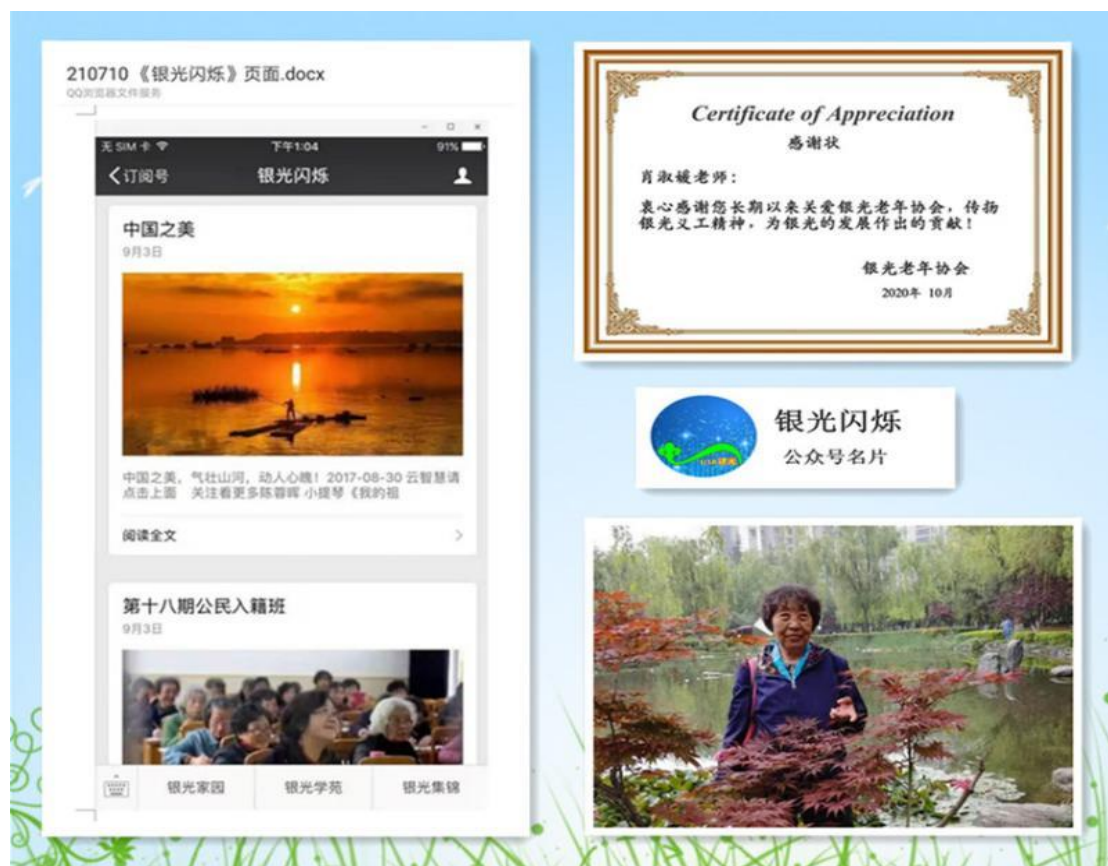 210710 《银光闪烁》页面.docx
QQ浏览器文件服务
无 SIM 卡
下午1:04
91%
订阅号
银光闪烁
中国之美
9月3日
中国之美，气壮山河，动人心魄！2017-08-30 云智慧请
点击上面 关注看更多陈蓉晖 小提琴《我的祖
阅读全文
第十八期公民入籍班
9月3日
银光家园
银光学苑
银光集锦
Certificate of Appreciation
感谢状
肖淑媛老师：
衷心感谢您长期以来关爱银光老年协会，传扬
银光义工精神，为银光的发展作出的贡献！
银光老年协会
2020年 10月
银光闪烁
公众号名片